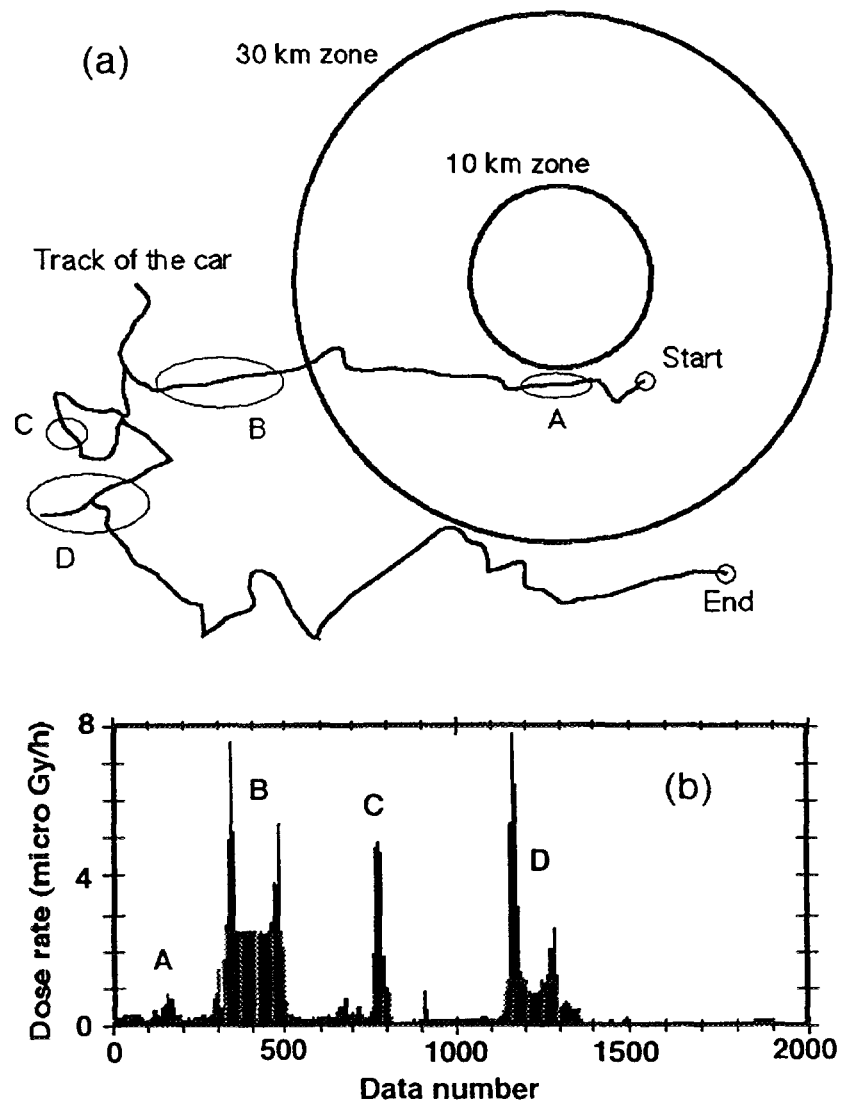 (a)
30 km zone
10 km zone
Track of the car
Start
A
B
C
D
End
Dose rate (micro Gy/h)
8
4
0
A
B
C
D
(b)
0 500 1000 1500 2000
Data number